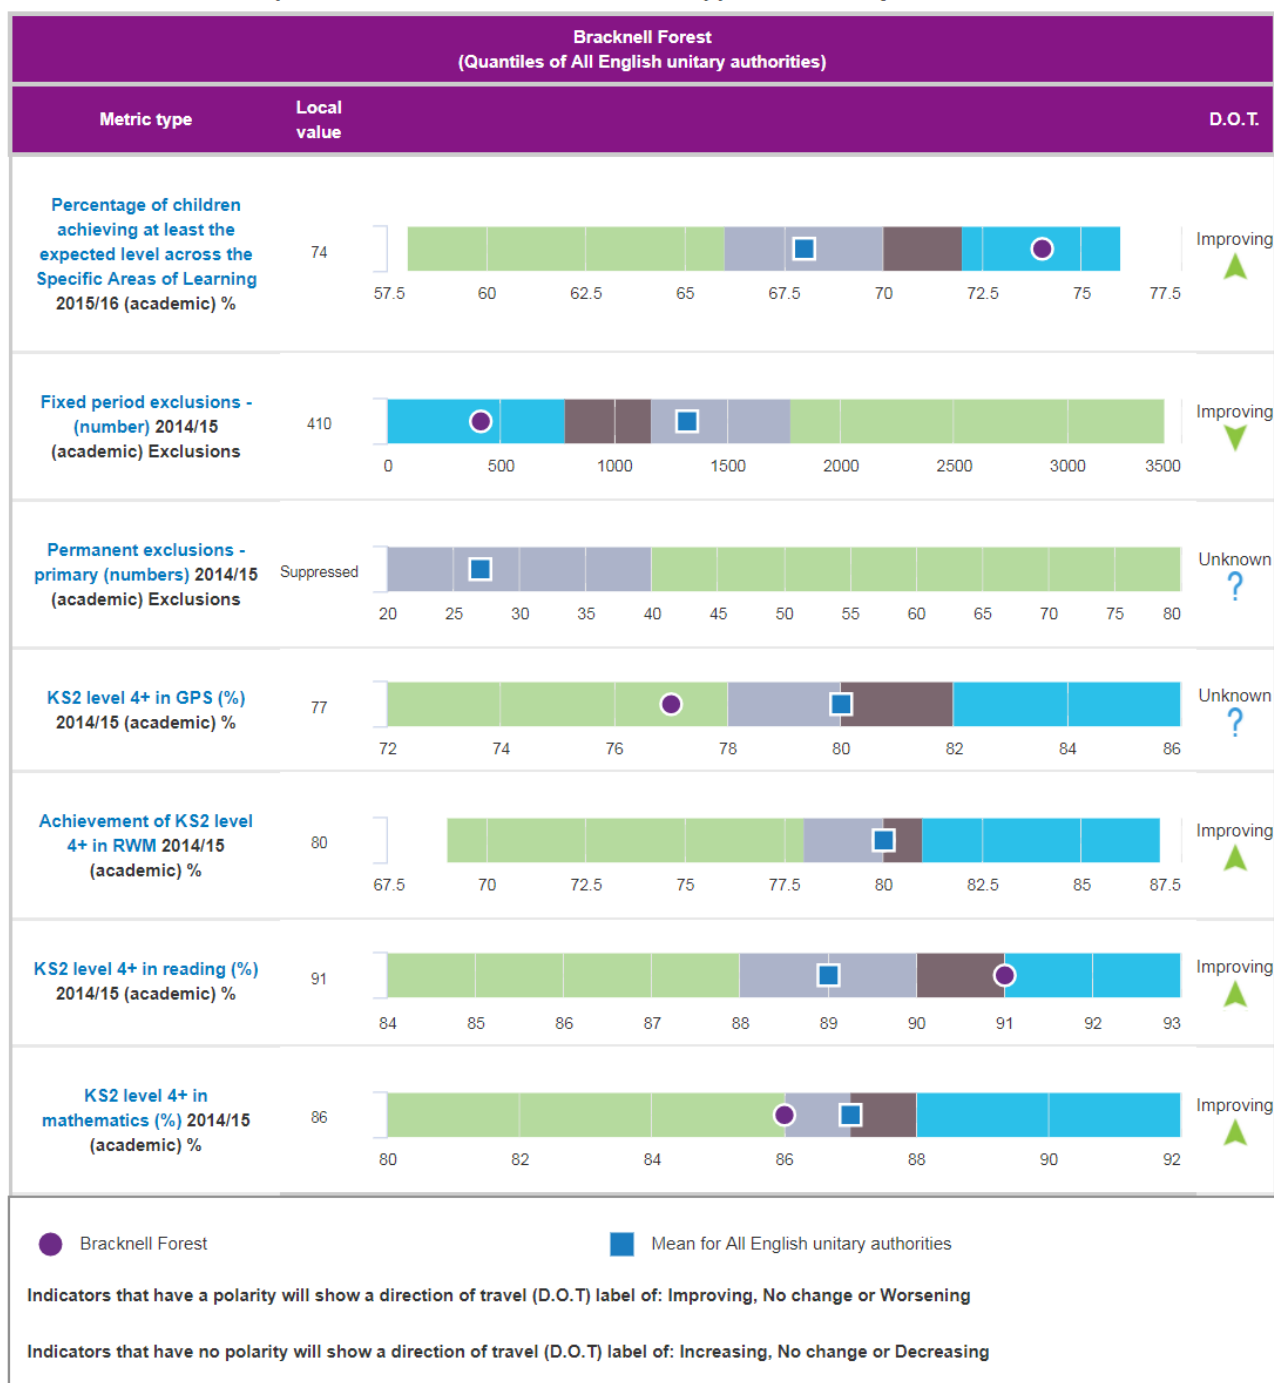 Bracknell Forest
(Quantiles of All English unitary authorities)
Metric type
Local
value
D.O.T.
Percentage of children
achieving at least the
expected level across the
Specific Areas of Learning
2015/16 (academic) %
74
57.5 60 62.5 65 67.5 70 72.5 75 77.5
Improving
Fixed period exclusions -
(number) 2014/15
(academic) Exclusions
410
0 500 1000 1500 2000 2500 3000 3500
Improving
Permanent exclusions -
primary (numbers) 2014/15
(academic) Exclusions
Suppressed
20 25 30 35 40 45 50 55 60 65 70 75 80
Unknown
?
KS2 level 4+ in GPS (%)
2014/15 (academic) %
77
72 74 76 78 80 82 84 86
Unknown
?
Achievement of KS2 level
4+ in RWM 2014/15
(academic) %
80
67.5 70 72.5 75 77.5 80 82.5 85 87.5
Improving
KS2 level 4+ in reading (%)
2014/15 (academic) %
91
84 85 86 87 88 89 90 91 92 93
Improving
KS2 level 4+ in
mathematics (%) 2014/15
(academic) %
86
80 82 84 86 88 90 92
Improving
Bracknell Forest
Mean for All English unitary authorities
Indicators that have a polarity will show a direction of travel (D.O.T) label of: Improving, No change or Worsening
Indicators that have no polarity will show a direction of travel (D.O.T) label of: Increasing, No change or Decreasing